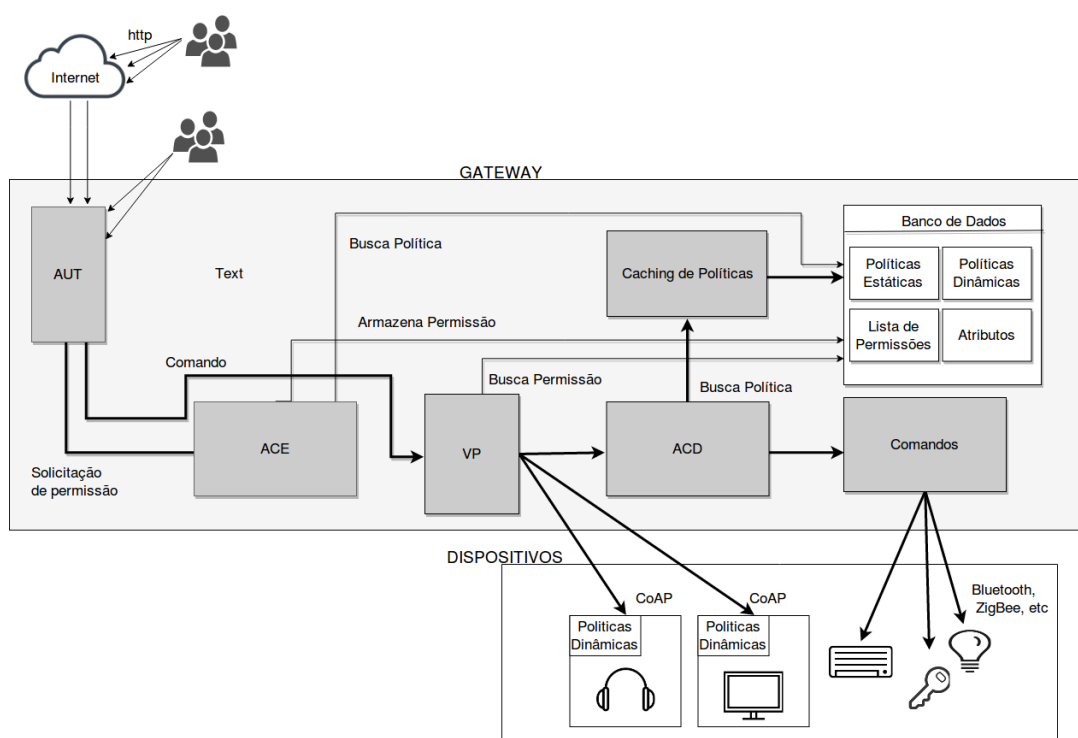 http
Internet
GATEWAY
AUT
Text
Busca Política
Caching de Políticas
Banco de Dados
Políticas
Estáticas
Políticas
Dinâmicas
Lista de
Permissões
Atributos
Armazena Permissão
Comando
Busca Permissão
Busca Política
ACE
VP
ACD
Comandos
Solicitação
de permissão
DISPOSITIVOS
CoAP
CoAP
Bluetooth,
ZigBee, etc
Politicas
Dinâmicas
Politicas
Dinâmicas